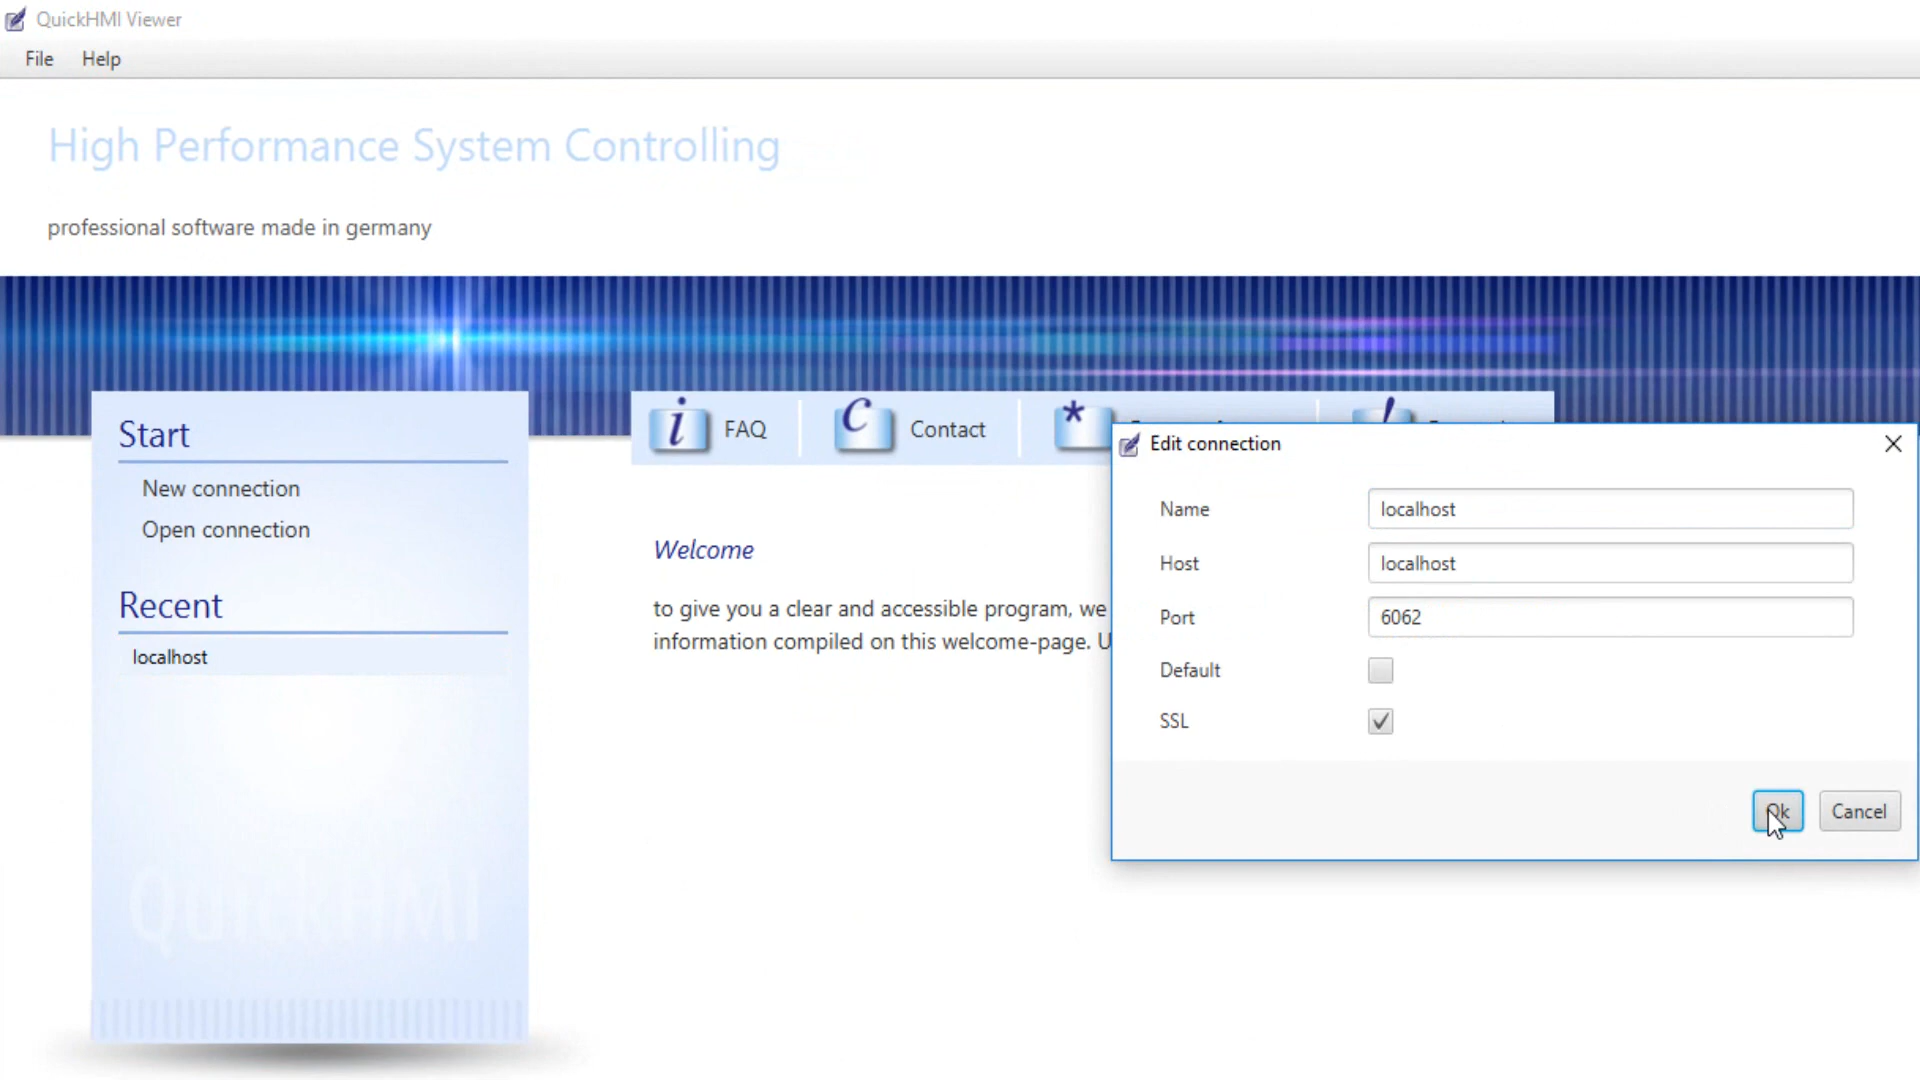 QuickHMI Viewer
File Help
High Performance System Controlling
professional software made in germany
Start
New connection
Open connection
Recent
localhost
QuickHMI
i FAQ
C Contact
*
!
Welcome
to give you a clear and accessible program, we
information compiled on this welcome-page. U
Edit connection
Name localhost
Host localhost
Port 6062
Default
SSL
Ok Cancel